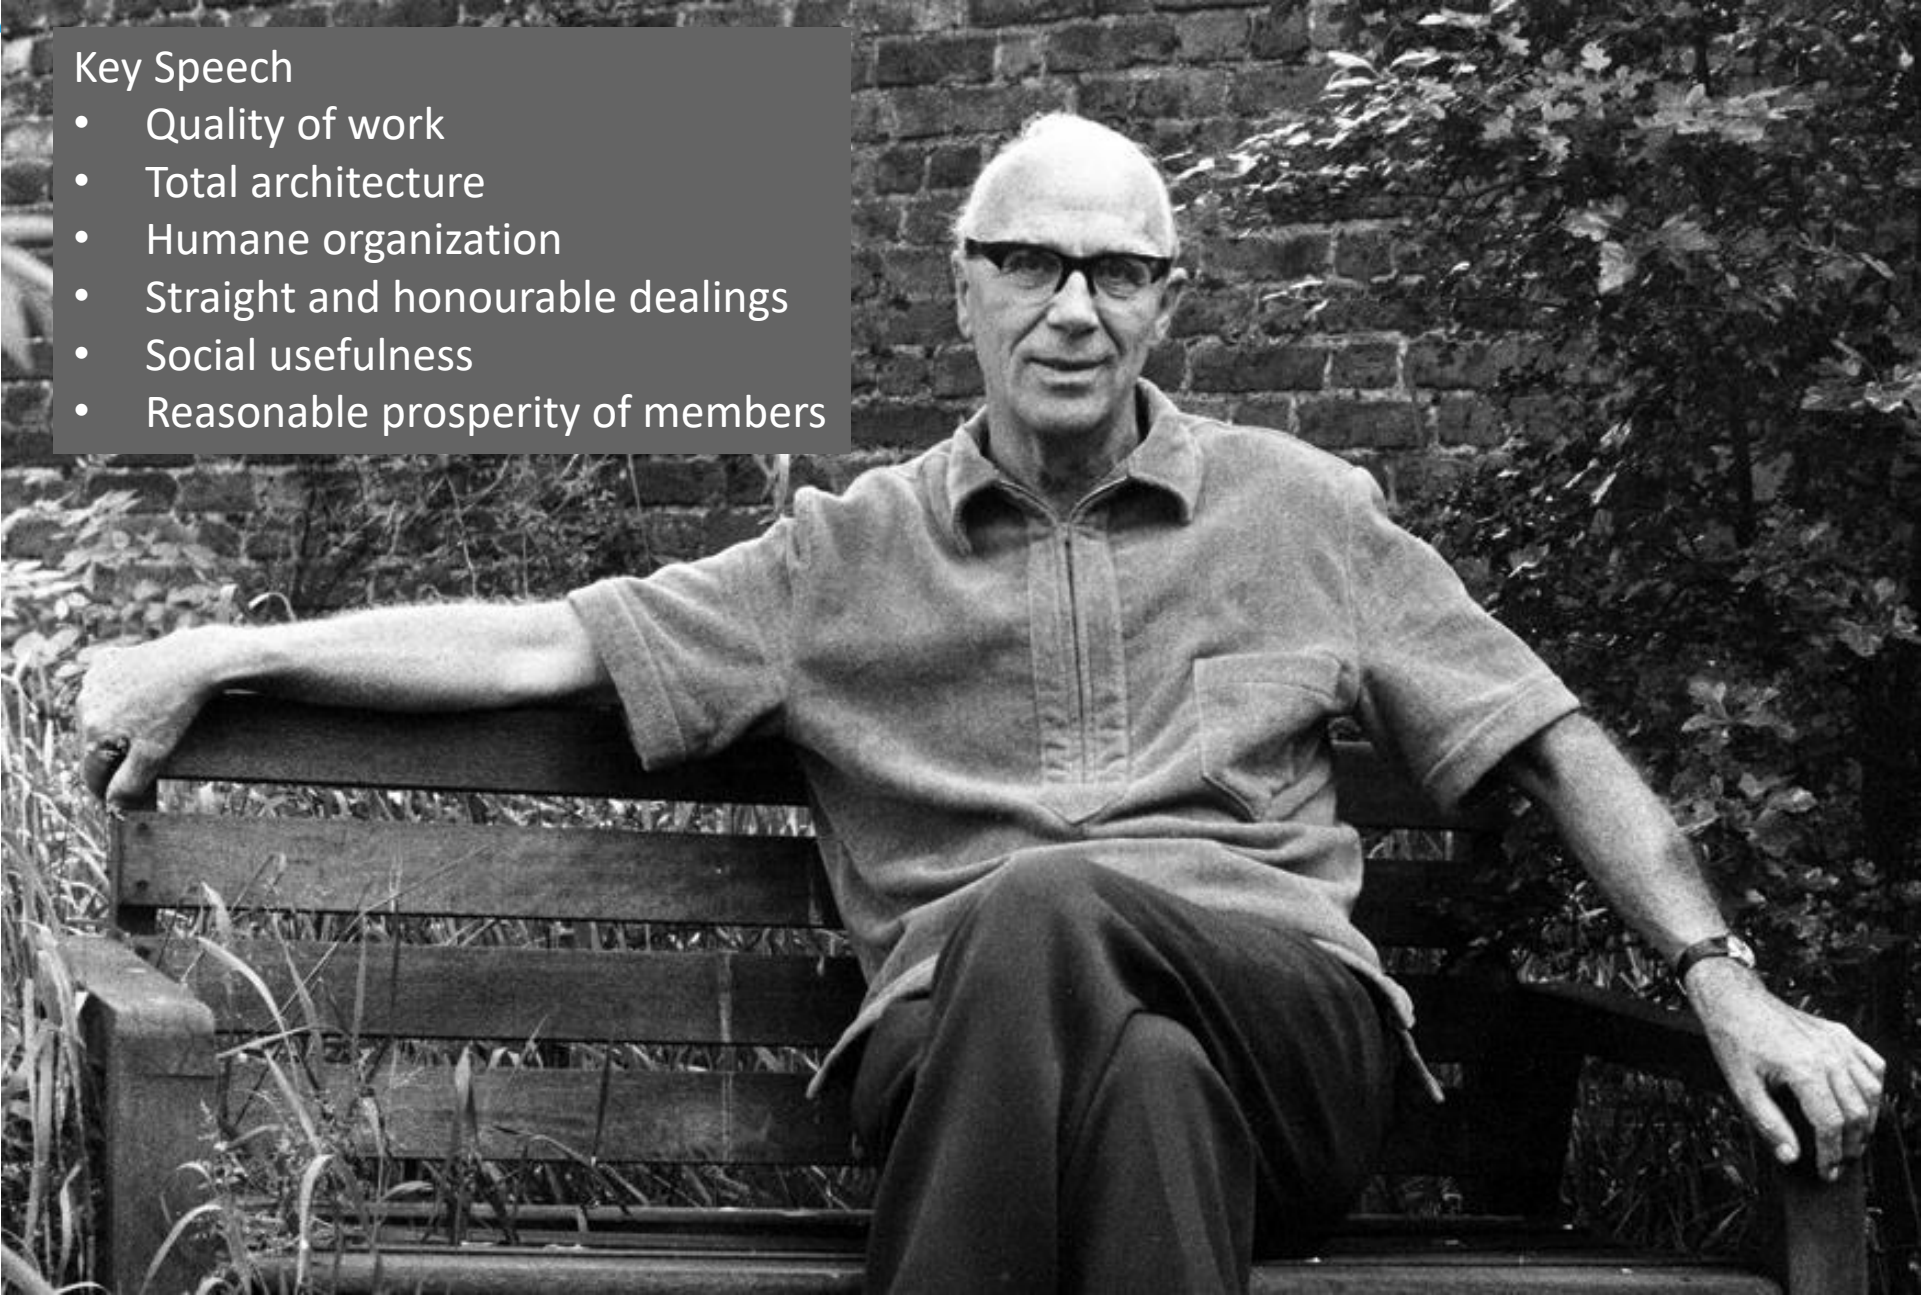 Key Speech
• Quality of work
• Total architecture
• Humane organization
• Straight and honourable dealings
• Social usefulness
• Reasonable prosperity of members